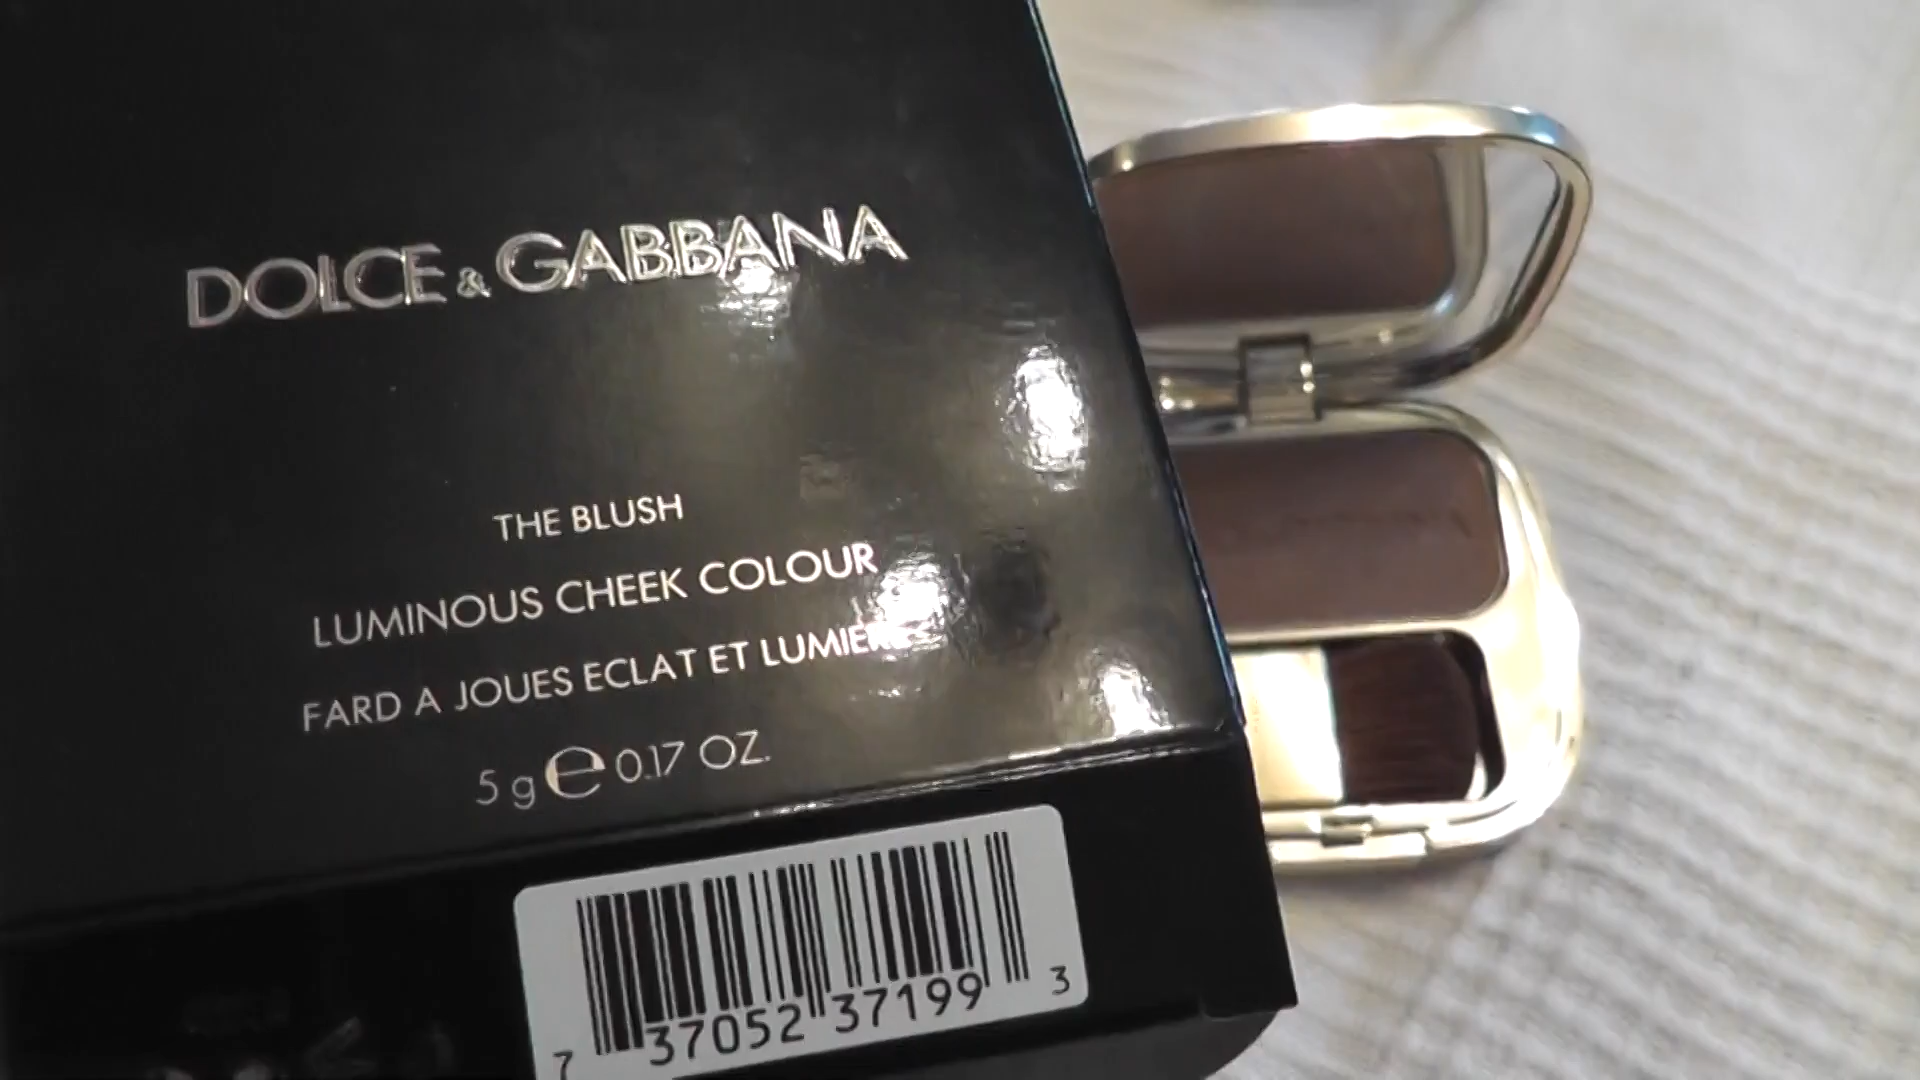 DOLCE & GABBANA
THE BLUSH
LUMINOUS CHEEK COLOUR
FARD A JOUES ECLAT ET LUMIERE
5 g e 0.17 OZ.
7 37052 37199 3